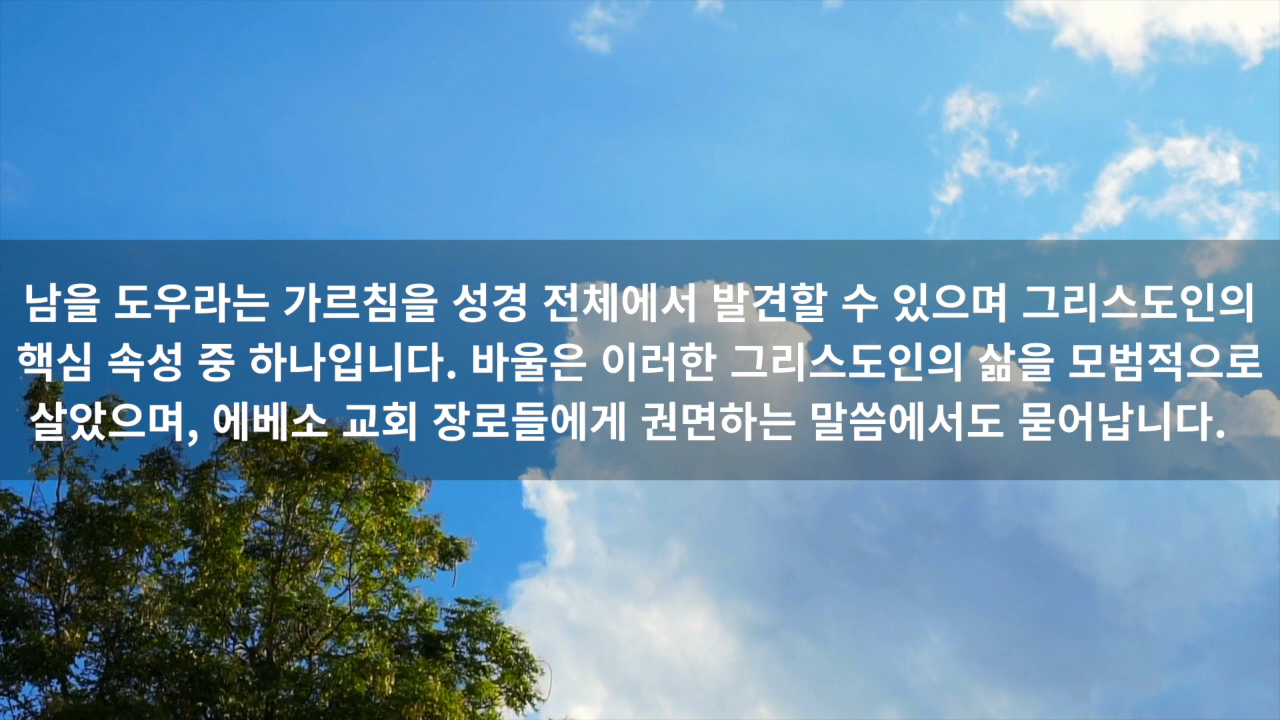 남을 도우라는 가르침을 성경 전체에서 발견할 수 있으며 그리스도인의
핵심 속성 중 하나입니다. 바울은 이러한 그리스도인의 삶을 모범적으로
살았으며, 에베소 교회 장로들에게 권면하는 말씀에서도 묻어납니다.